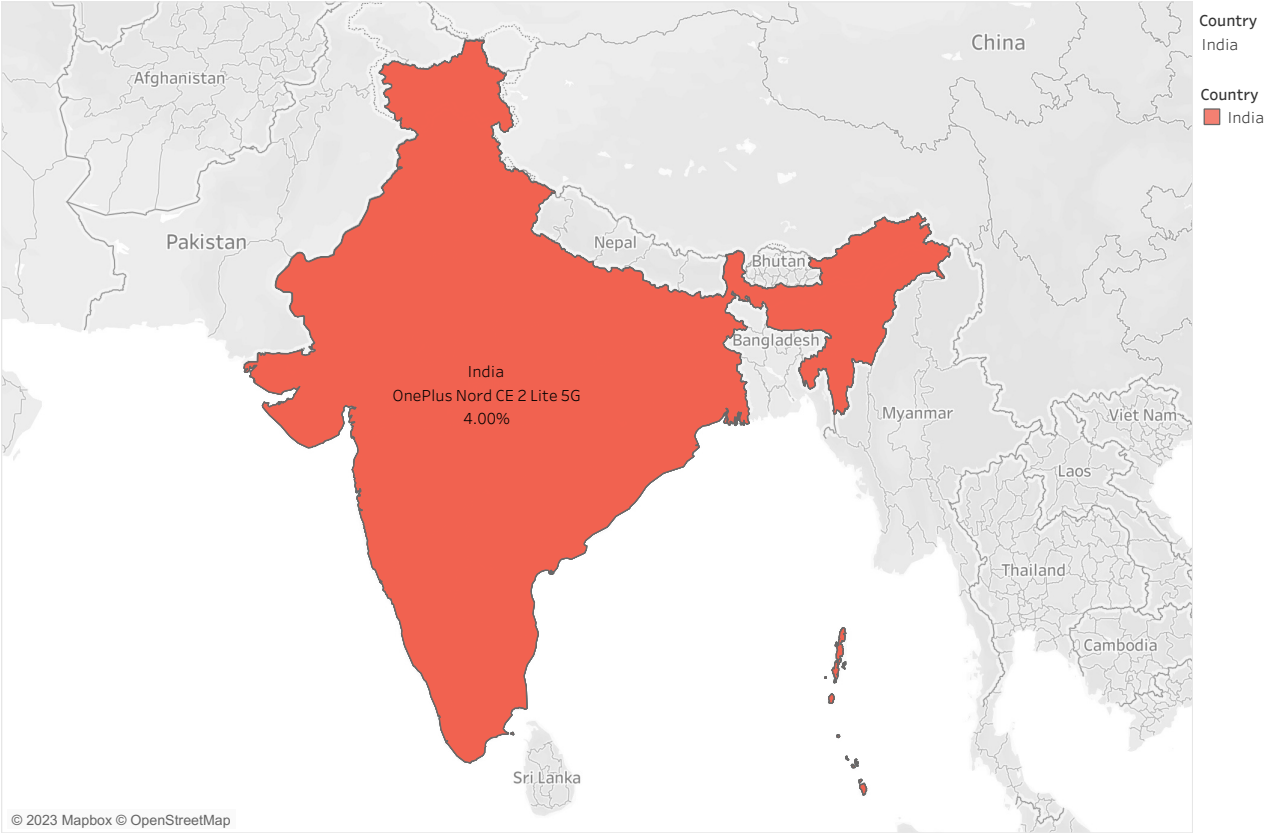 Country
India
Country
India
China
Afghanistan
Pakistan
Nepal
Bhutan
Bangladesh
India
OnePlus Nord CE 2 Lite 5G
4.00%
Myanmar
Viet Nam
Laos
Thailand
Cambodia
Sri Lanka
© 2023 Mapbox © OpenStreetMap